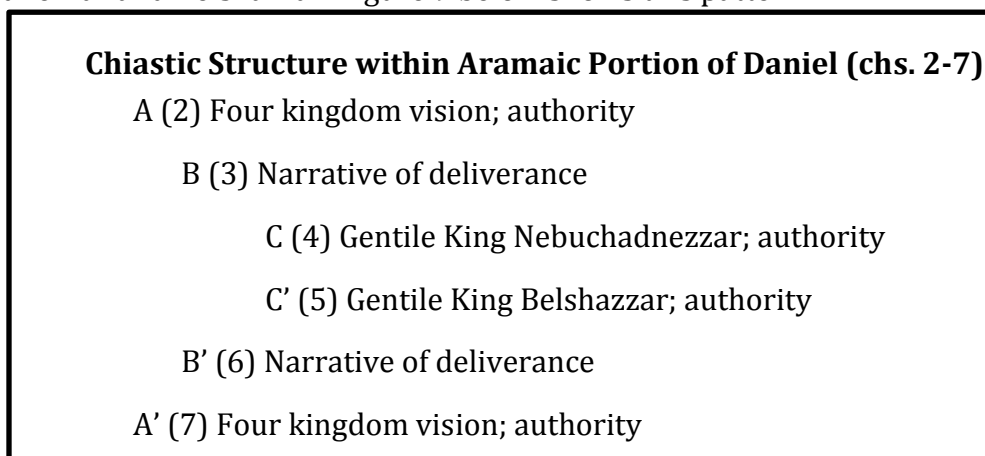 Chiastic Structure within Aramaic Portion of Daniel (chs. 2-7)
A (2) Four kingdom vision; authority
B (3) Narrative of deliverance
C (4) Gentile King Nebuchadnezzar; authority
C’ (5) Gentile King Belshazzar; authority
B’ (6) Narrative of deliverance
A’ (7) Four kingdom vision; authority